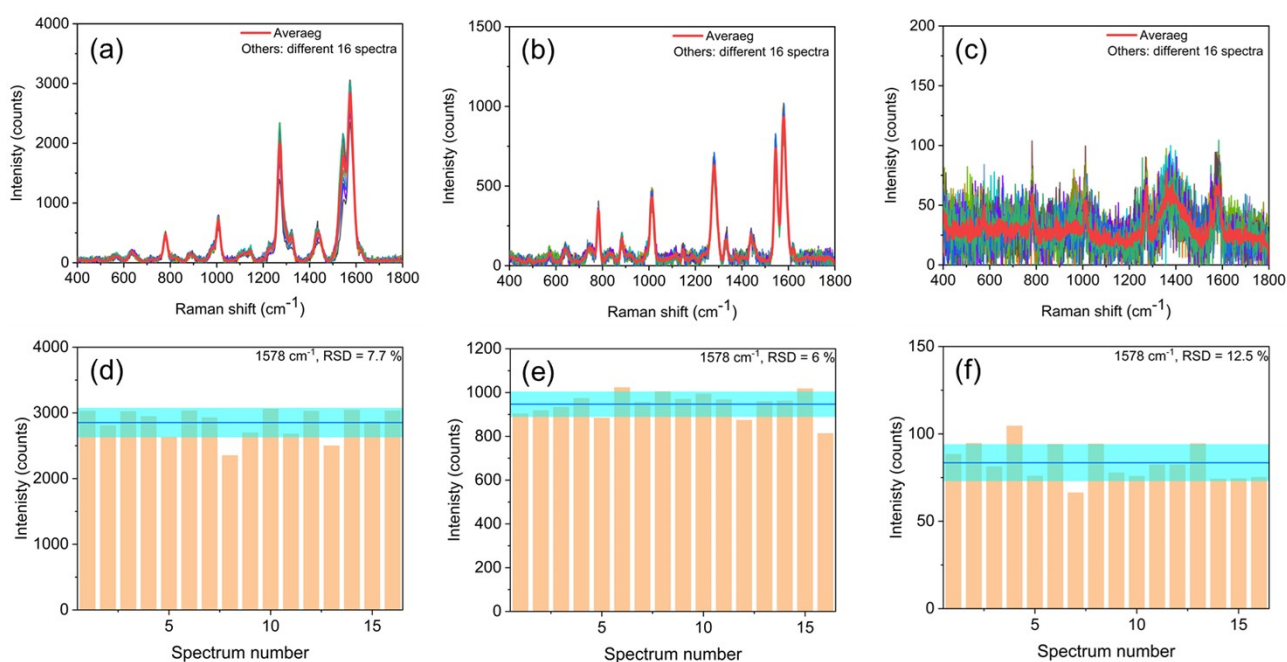 (a)
Averaeg
Others: different 16 spectra
4000
3000
2000
1000
0
400 600 800 1000 1200 1400 1600 1800
Intenisty (counts)
Raman shift (cm⁻¹)
(b)
Averaeg
Others: different 16 spectra
1500
1000
500
0
400 600 800 1000 1200 1400 1600 1800
Intenisty (counts)
Raman shift (cm⁻¹)
(c)
Averaeg
Others: different 16 spectra
200
150
100
50
0
400 600 800 1000 1200 1400 1600 1800
Intenisty (counts)
Raman shift (cm⁻¹)
(d)
1578 cm⁻¹, RSD = 7.7 %
4000
3000
2000
1000
0
5 10 15
Intenisty (counts)
Spectrum number
(e)
1578 cm⁻¹, RSD = 6 %
1200
1000
800
600
400
200
0
5 10 15
Intenisty (counts)
Spectrum number
(f)
1578 cm⁻¹, RSD = 12.5 %
150
100
50
0
5 10 15
Intenisty (counts)
Spectrum number